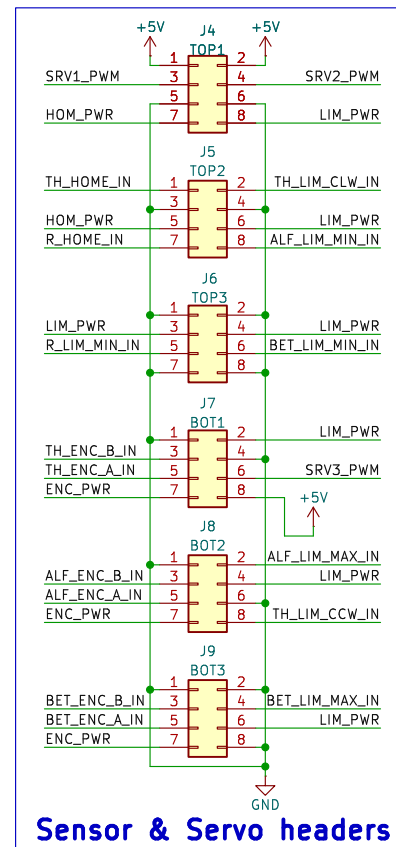 +5V +5V
J4
TOP1
1 2
SRV1_PWM 3 4 SRV2_PWM
5 6
HOM_PWR 7 8 LIM_PWR
J5
TOP2
TH_HOME_IN 1 2 TH_LIM_CLW_IN
3 4
HOM_PWR 5 6 LIM_PWR
R_HOME_IN 7 8 ALF_LIM_MIN_IN
J6
TOP3
1 2
LIM_PWR 3 4 LIM_PWR
R_LIM_MIN_IN 5 6 BET_LIM_MIN_IN
7 8
J7
BOT1
1 2 LIM_PWR
TH_ENC_B_IN 3 4
TH_ENC_A_IN 5 6 SRV3_PWM
ENC_PWR 7 8
+5V
J8
BOT2
1 2 ALF_LIM_MAX_IN
ALF_ENC_B_IN 3 4 LIM_PWR
ALF_ENC_A_IN 5 6
ENC_PWR 7 8 TH_LIM_CCW_IN
J9
BOT3
1 2
BET_ENC_B_IN 3 4 BET_LIM_MAX_IN
BET_ENC_A_IN 5 6 LIM_PWR
ENC_PWR 7 8
GND
Sensor & Servo headers